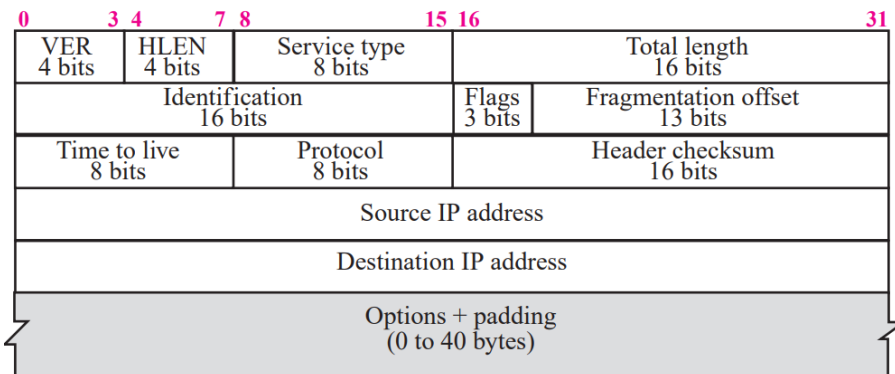 0 3 4 7 8 15 16 31
VER HLEN Service type Total length
4 bits 4 bits 8 bits 16 bits
Identification Flags Fragmentation offset
16 bits 3 bits 13 bits
Time to live Protocol Header checksum
8 bits 8 bits 16 bits
Source IP address
Destination IP address
Options + padding
(0 to 40 bytes)